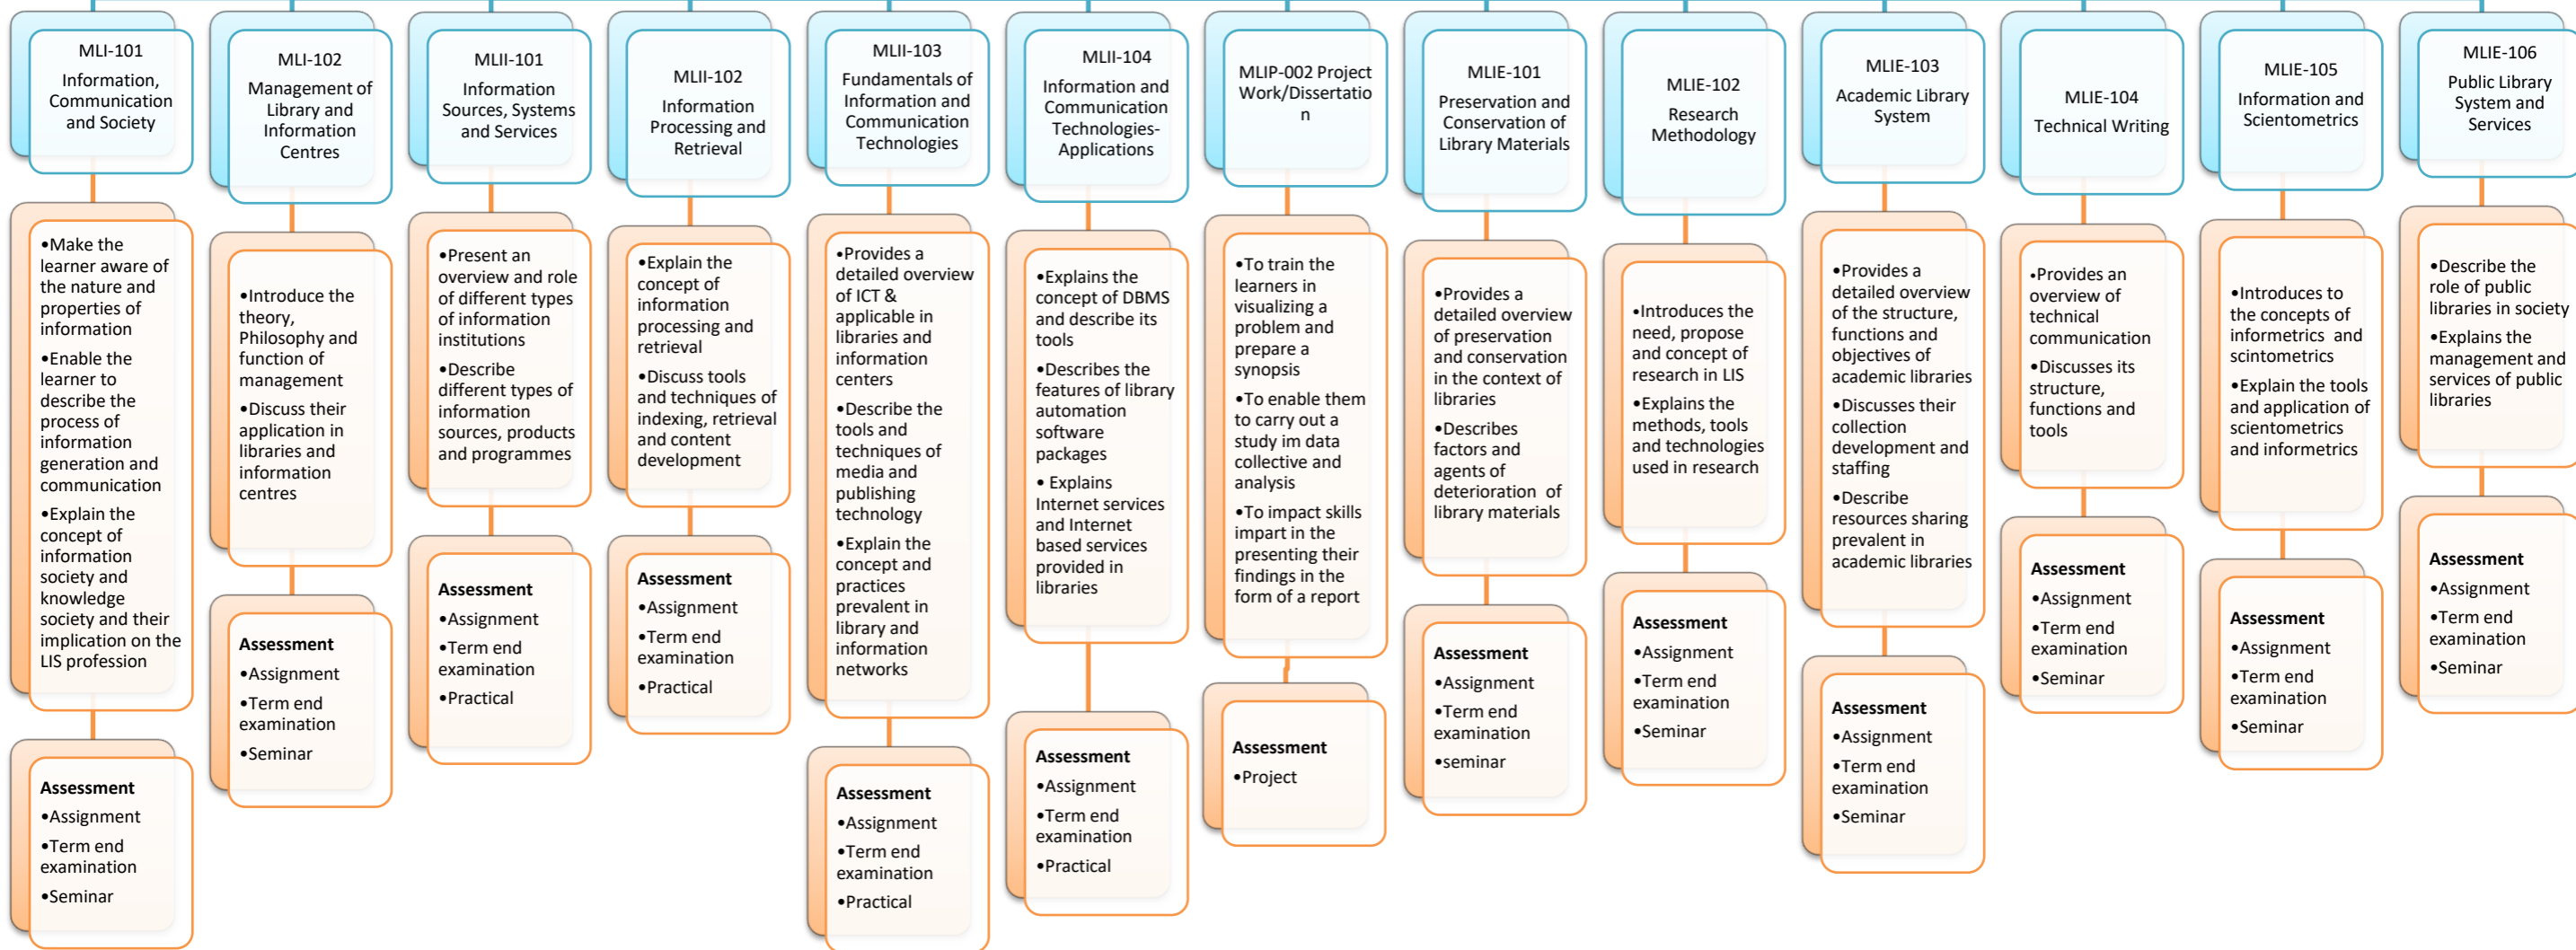 MLI-101
Information,
Communication
and Society
•Make the
learner aware of
the nature and
properties of
information
•Enable the
learner to
describe the
process of
information
generation and
communication
•Explain the
concept of
information
society and
knowledge
society and their
implication on the
LIS profession
Assessment
•Assignment
•Term end
examination
•Seminar
MLI-102
Management of
Library and
Information
Centres
•Introduce the
theory,
Philosophy and
function of
management
•Discuss their
application in
libraries and
information
centres
Assessment
•Assignment
•Term end
examination
•Seminar
MLII-101
Information
Sources, Systems
and Services
•Present an
overview and role
of different types
of information
institutions
•Describe
different types of
information
sources, products
and programmes
Assessment
•Assignment
•Term end
examination
•Practical
MLII-102
Information
Processing and
Retrieval
•Explain the
concept of
information
processing and
retrieval
•Discuss tools
and techniques of
indexing, retrieval
and content
development
Assessment
•Assignment
•Term end
examination
•Practical
MLII-103
Fundamentals of
Information and
Communication
Technologies
•Provides a
detailed overview
of ICT &
applicable in
libraries and
information
centers
•Describe the
tools and
techniques of
media and
publishing
technology
•Explain the
concept and
practices
prevalent in
library and
information
networks
Assessment
•Assignment
•Term end
examination
•Practical
MLII-104
Information and
Communication
Technologies-
Applications
•Explains the
concept of DBMS
and describe its
tools
•Describes the
features of library
automation
software
packages
• Explains
Internet services
and Internet
based services
provided in
libraries
Assessment
•Assignment
•Term end
examination
•Practical
MLIP-002 Project
Work/Dissertatio
n
•To train the
learners in
visualizing a
problem and
prepare a
synopsis
•To enable them
to carry out a
study im data
collective and
analysis
•To impact skills
impart in the
presenting their
findings in the
form of a report
Assessment
•Project
MLIE-101
Preservation and
Conservation of
Library Materials
•Provides a
detailed overview
of preservation
and conservation
in the context of
libraries
•Describes
factors and
agents of
deterioration of
library materials
Assessment
•Assignment
•Term end
examination
•seminar
MLIE-102
Research
Methodology
•Introduces the
need, propose
and concept of
research in LIS
•Explains the
methods, tools
and technologies
used in research
Assessment
•Assignment
•Term end
examination
•Seminar
MLIE-103
Academic Library
System
•Provides a
detailed overview
of the structure,
functions and
objectives of
academic libraries
•Discusses their
collection
development and
staffing
•Describe
resources sharing
prevalent in
academic libraries
Assessment
•Assignment
•Term end
examination
•Seminar
MLIE-104
Technical Writing
•Provides an
overview of
technical
communication
•Discusses its
structure,
functions and
tools
Assessment
•Assignment
•Term end
examination
•Seminar
MLIE-105
Information and
Scientometrics
•Introduces to
the concepts of
informetrics and
scintometrics
•Explain the tools
and application of
scientometrics
and informetrics
Assessment
•Assignment
•Term end
examination
•Seminar
MLIE-106
Public Library
System and
Services
•Describe the
role of public
libraries in society
•Explains the
management and
services of public
libraries
Assessment
•Assignment
•Term end
examination
•Seminar